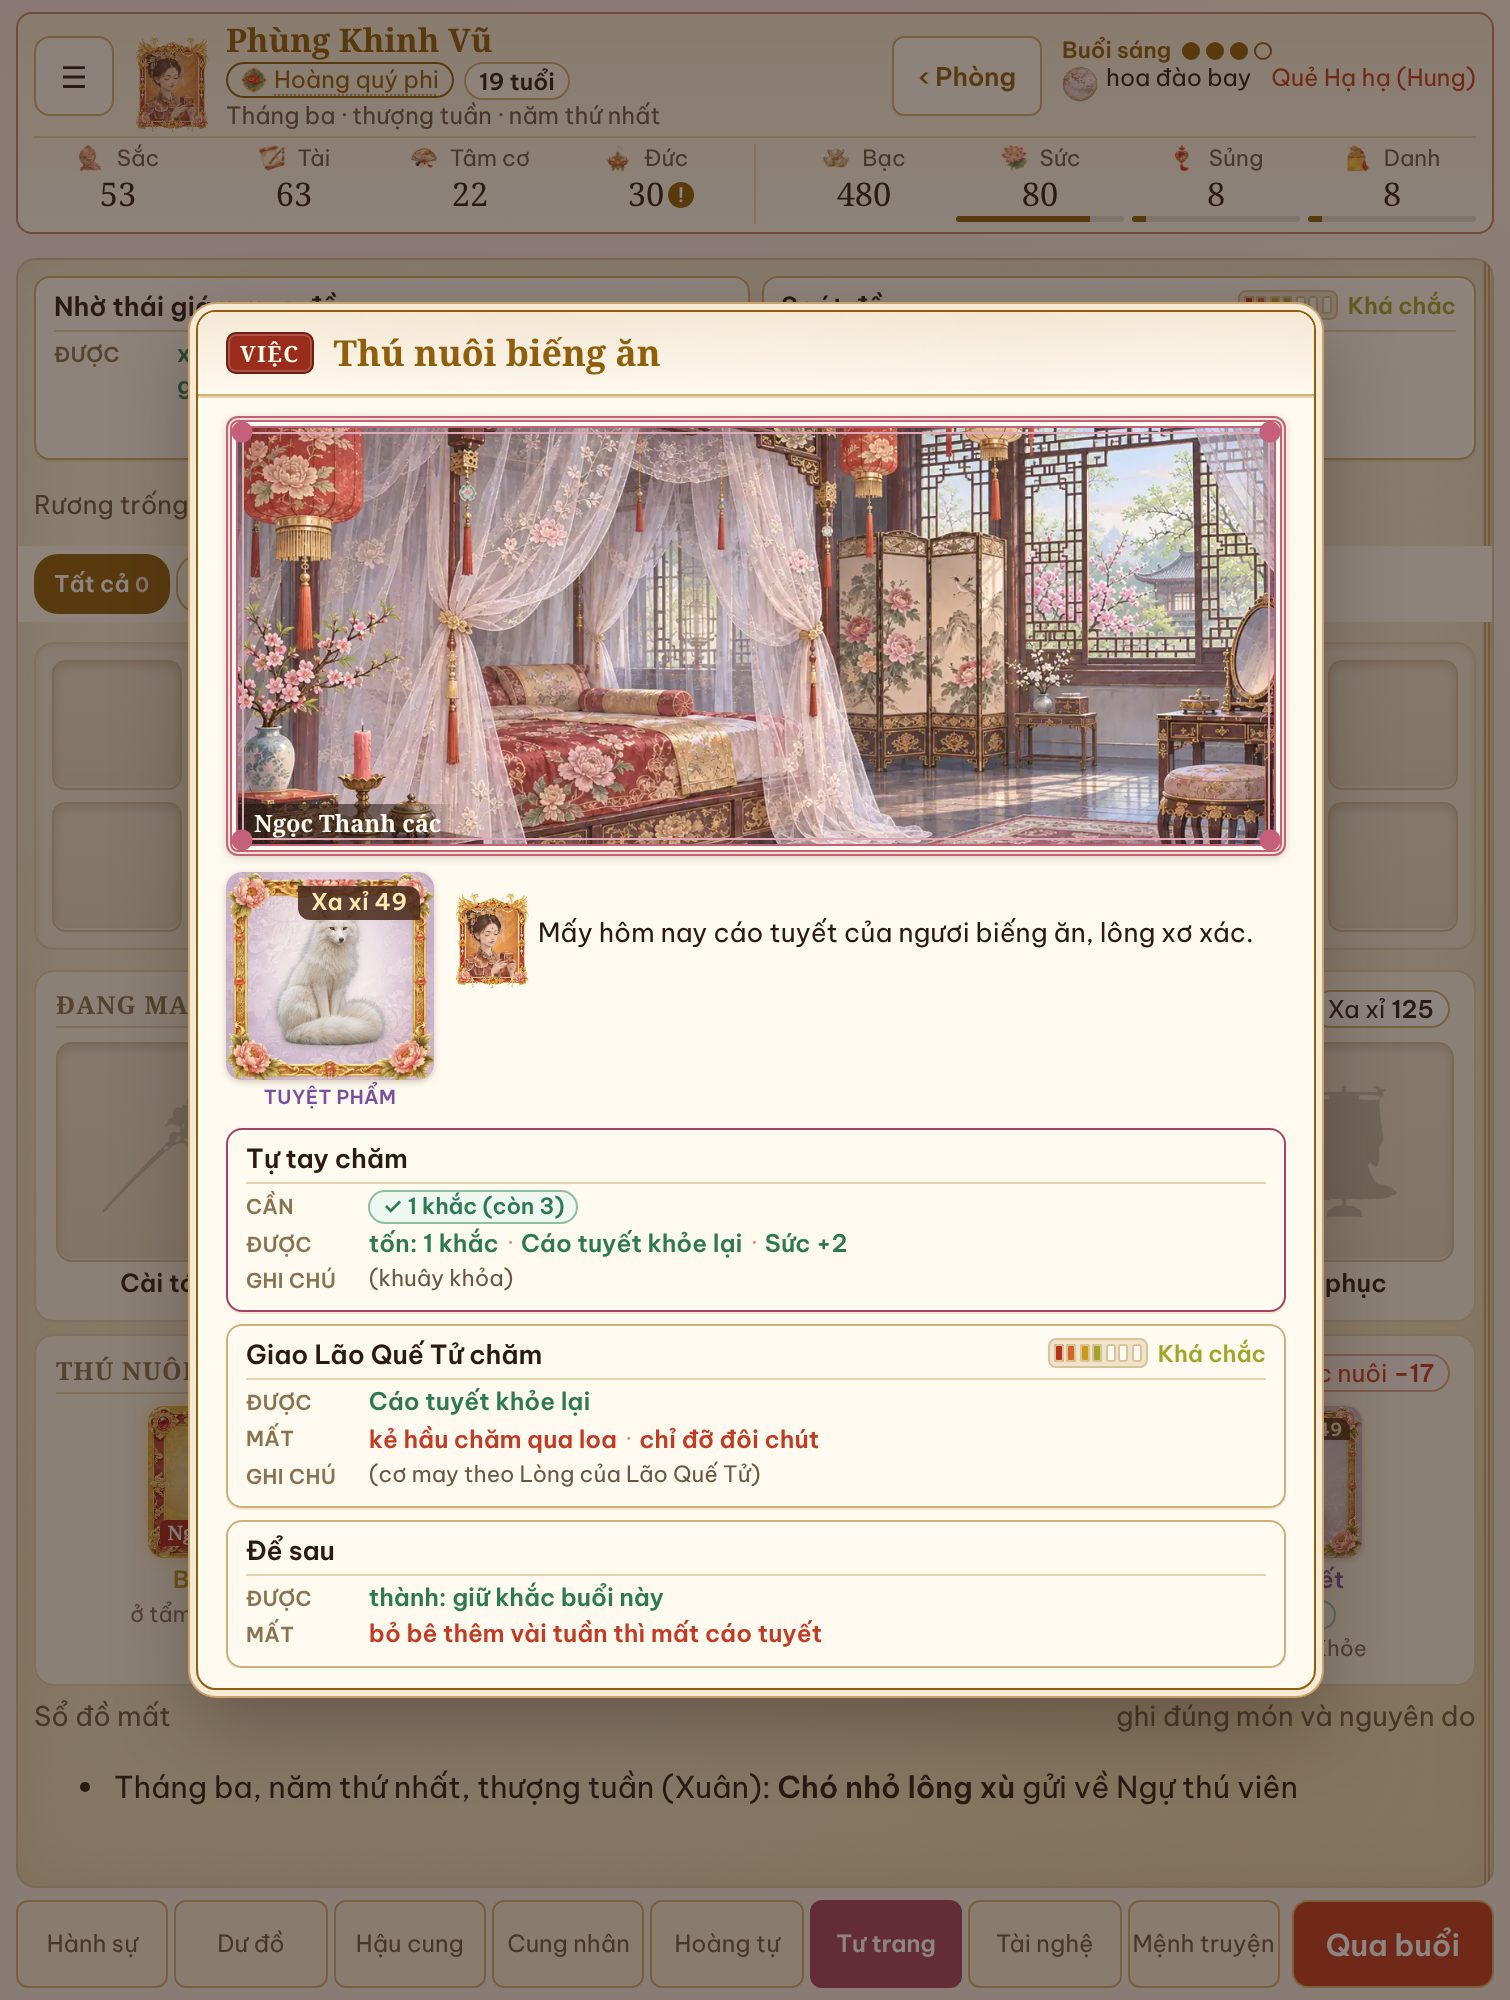 ☰
Phùng Khinh Vũ
Hoàng quý phi
19 tuổi
Tháng ba · thượng tuần · năm thứ nhất
‹ Phòng
Buổi sáng
hoa đào bay
Quẻ Hạ hạ (Hung)
Sắc
Tài
Tâm cơ
Đức
Bạc
Sức
Sủng
Danh
53
63
22
30 !
480
80
8
8
Khá chắc
ĐƯỢC
Rương trống
Tất cả 0
VIỆC Thú nuôi biếng ăn
Ngọc Thanh các
Xa xỉ 49
TUYỆT PHẨM
Mấy hôm nay cáo tuyết của ngươi biếng ăn, lông xơ xác.
Tự tay chăm
CẦN ✓ 1 khắc (còn 3)
ĐƯỢC tốn: 1 khắc · Cáo tuyết khỏe lại · Sức +2
GHI CHÚ (khuây khỏa)
Giao Lão Quế Tử chăm Khá chắc
ĐƯỢC Cáo tuyết khỏe lại
MẤT kẻ hầu chăm qua loa · chỉ đỡ đôi chút
GHI CHÚ (cơ may theo Lòng của Lão Quế Tử)
Để sau
ĐƯỢC thành: giữ khắc buổi này
MẤT bỏ bê thêm vài tuần thì mất cáo tuyết
Xa xỉ 125
nuôi −17
Sổ đồ mất
ghi đúng món và nguyên do
• Tháng ba, năm thứ nhất, thượng tuần (Xuân): Chó nhỏ lông xù gửi về Ngự thú viên
Hành sự
Dư đồ
Hậu cung
Cung nhân
Hoàng tự
Tư trang
Tài nghệ
Mệnh truyện
Qua buổi